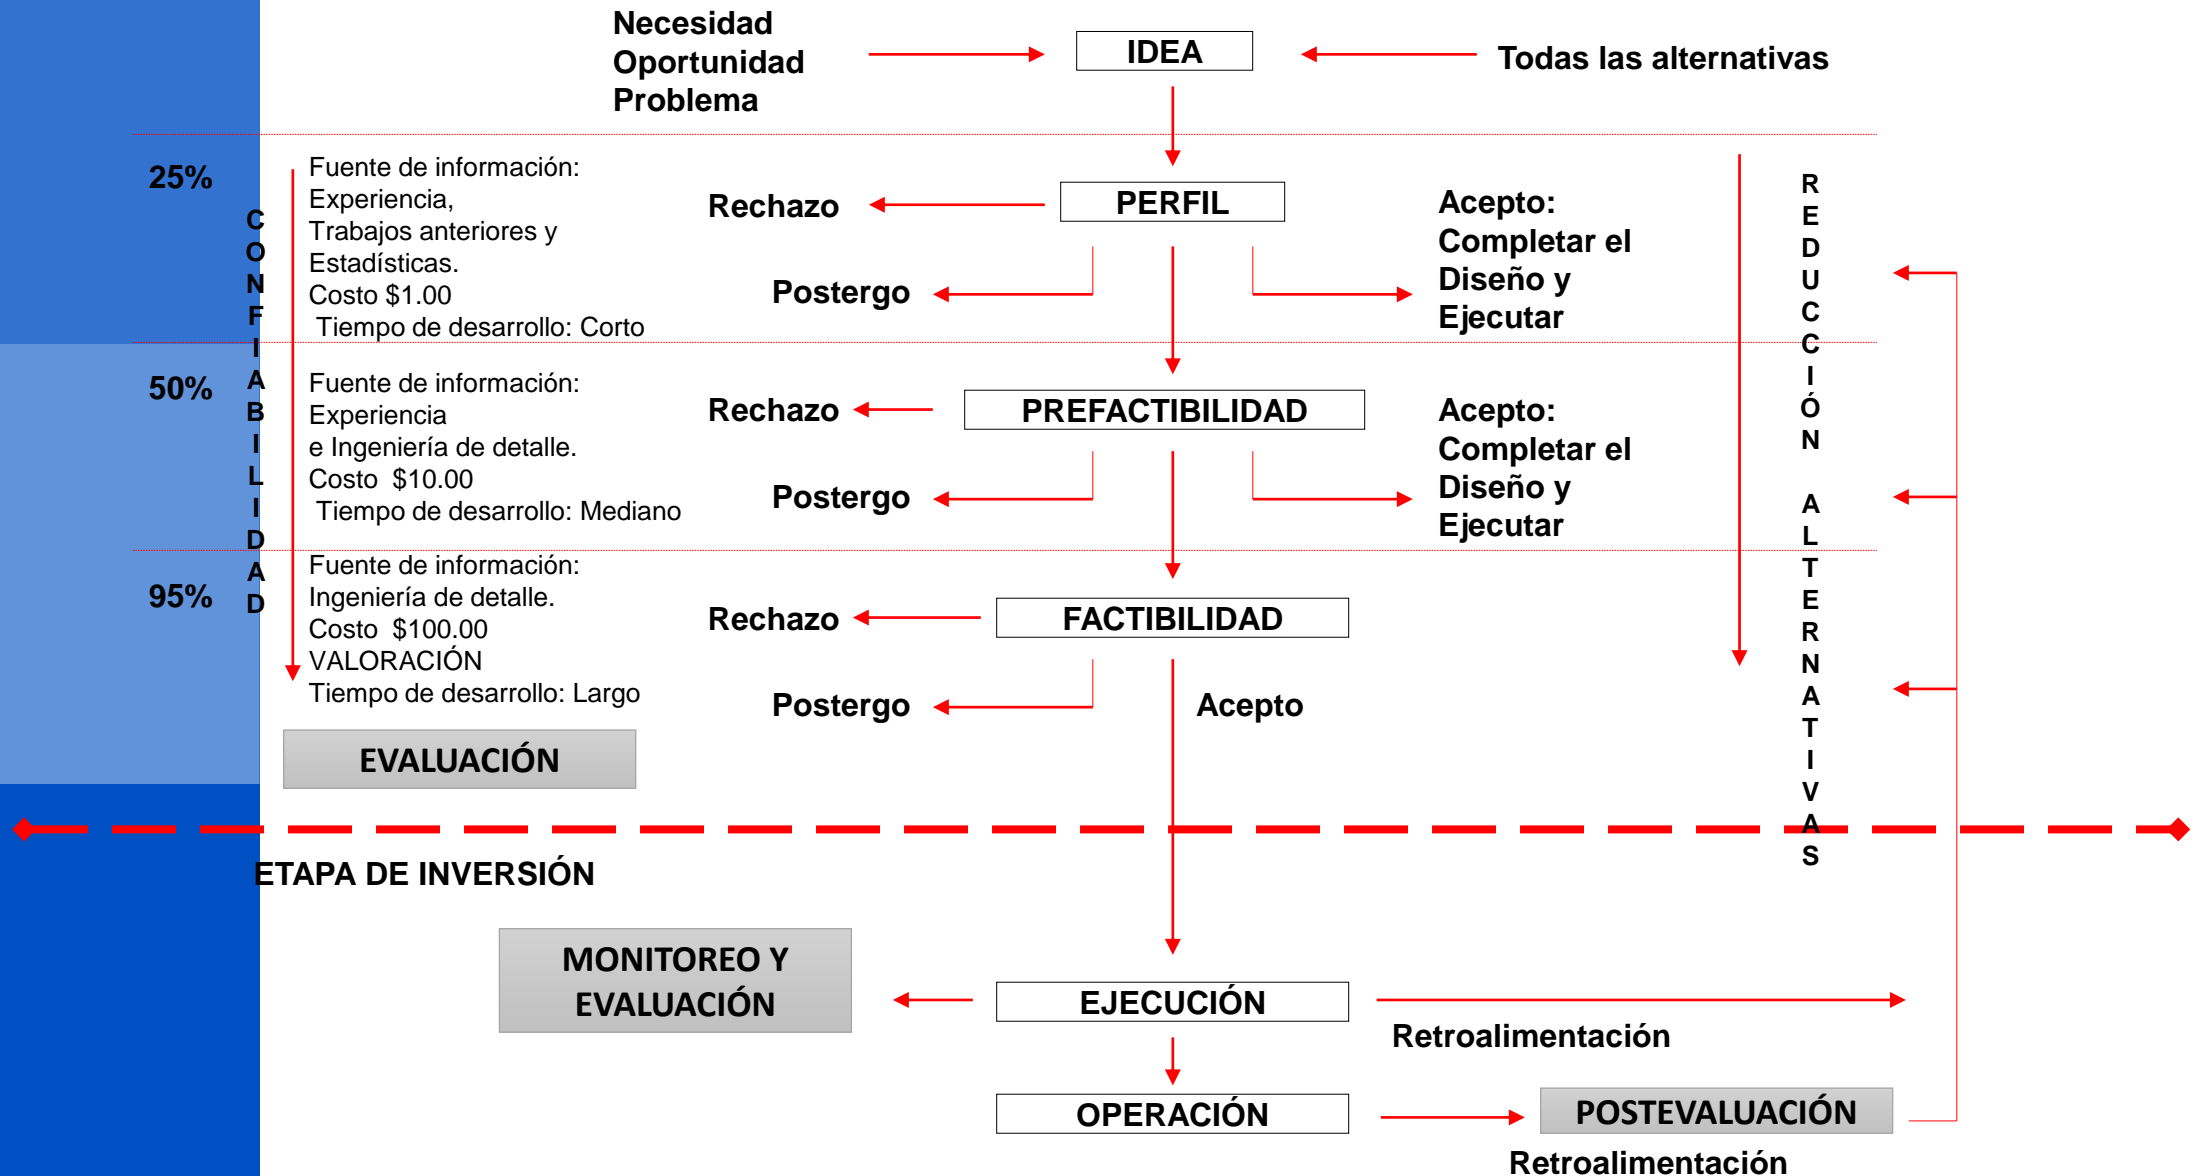 Necesidad
Oportunidad
Problema
IDEA
Todas las alternativas
25%
CONFIABILIDAD
Fuente de información:
Experiencia,
Trabajos anteriores y
Estadísticas.
Costo $1.00
Tiempo de desarrollo: Corto
Rechazo
PERFIL
Postergo
Acepto:
Completar el
Diseño y
Ejecutar
REDUCCIÓN ALTERNATIVAS
50%
Fuente de información:
Experiencia
e Ingeniería de detalle.
Costo $10.00
Tiempo de desarrollo: Mediano
Rechazo
PREFACTIBILIDAD
Postergo
Acepto:
Completar el
Diseño y
Ejecutar
95%
Fuente de información:
Ingeniería de detalle.
Costo $100.00
VALORACIÓN
Tiempo de desarrollo: Largo
Rechazo
FACTIBILIDAD
Postergo
Acepto
EVALUACIÓN
ETAPA DE INVERSIÓN
MONITOREO Y
EVALUACIÓN
EJECUCIÓN
Retroalimentación
OPERACIÓN
POSTEVALUACIÓN
Retroalimentación